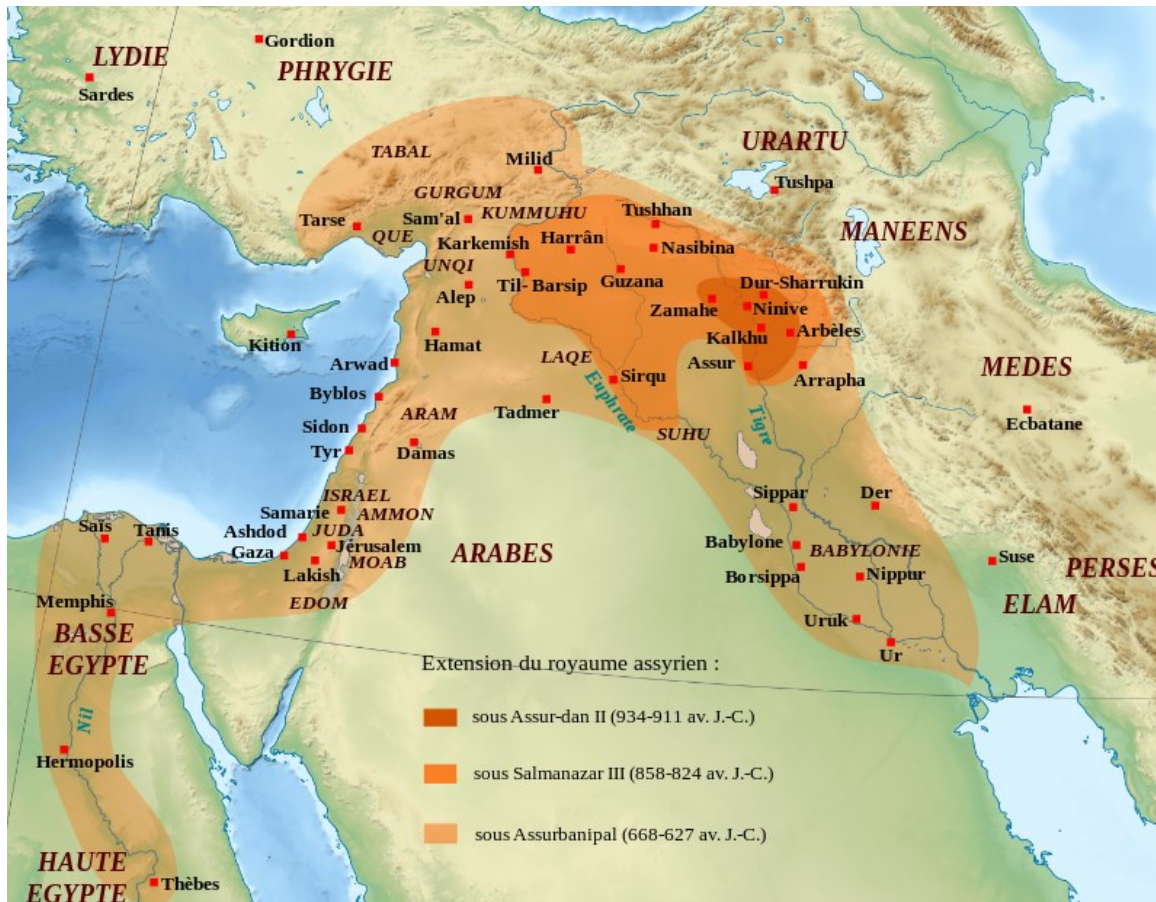 Gordion
LYDIE
PHRYGIE
Sardes
TABAL
Milid
URARTU
Tushpa
GURGUM
Tarse
Sam'al
KUMMUHU
Tushhan
QUE
Karkemish
Harrân
Nasibina
MANEENS
UNQI
Til-Barsip
Guzana
Dur-Sharrukin
Alep
Zamahe
Ninive
Kition
Hamat
Kalkhu
Arbèles
Arwad
LAQE
Assur
Sirqu
Arrapha
MEDES
Byblos
Euphrate
Tadmer
ARAM
Tigre
Ecbatane
Sidon
SUHU
Tyr
Damas
ISRAEL
Sippar
Der
Samarie
AMMON
Saïs
Tanis
Ashdod
JUDA
Babylone
Gaza
Jérusalem
ARABES
BABYLONIE
Suse
Lakish
MOAB
Borsippa
Nippur
PERSES
Memphis
EDOM
ELAM
Uruk
BASSE
EGYPTE
Ur
Extension du royaume assyrien :
Nil
sous Assur-dan II (934-911 av. J.-C.)
Hermopolis
sous Salmanazar III (858-824 av. J.-C.)
sous Assurbanipal (668-627 av. J.-C.)
HAUTE
EGYPTE
Thèbes